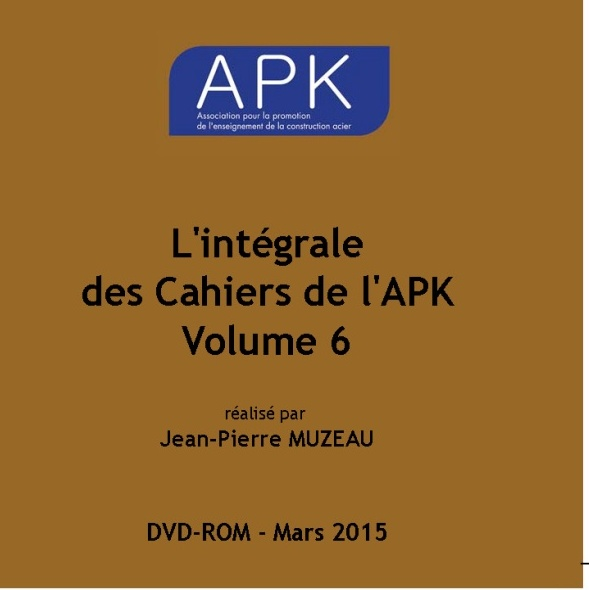 APK
Association pour la promotion
de l'enseignement de la construction acier
L'intégrale
des Cahiers de l'APK
Volume 6
réalisé par
Jean-Pierre MUZEAU
DVD-ROM - Mars 2015